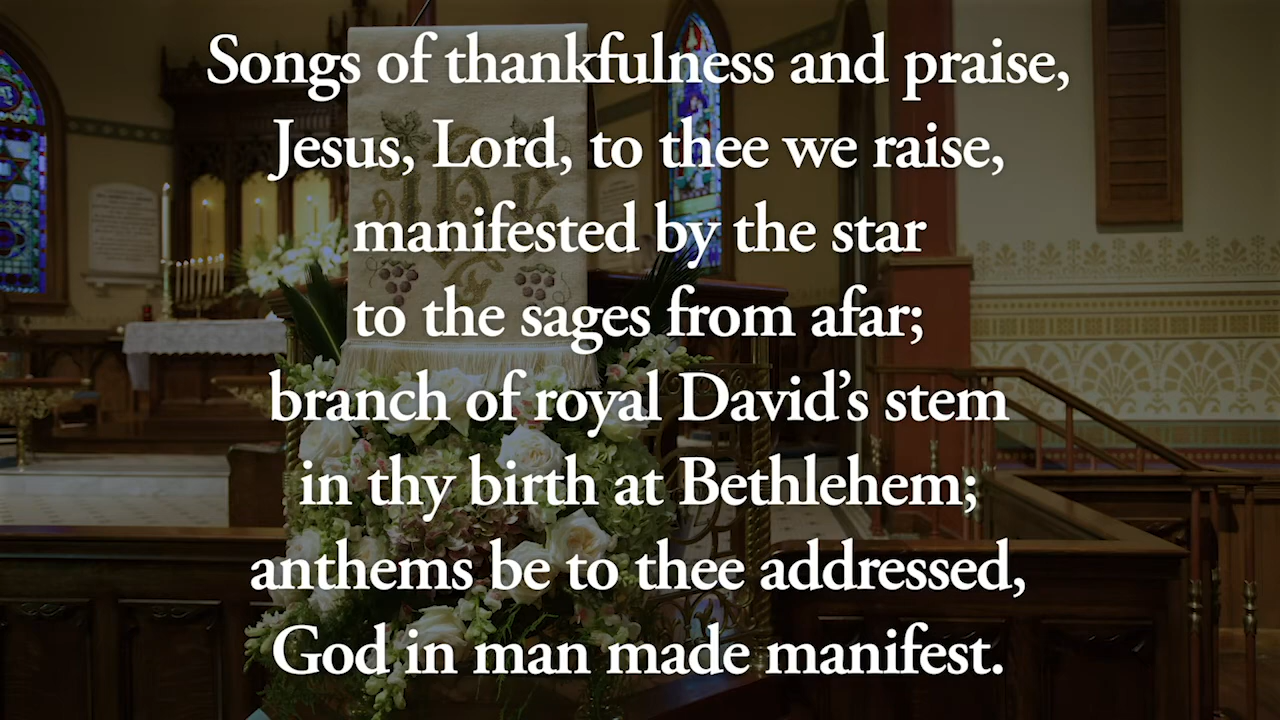 Songs of thankfulness and praise,
Jesus, Lord, to thee we raise,
manifested by the star
to the sages from afar;
branch of royal David’s stem
in thy birth at Bethlehem;
anthems be to thee addressed,
God in man made manifest.